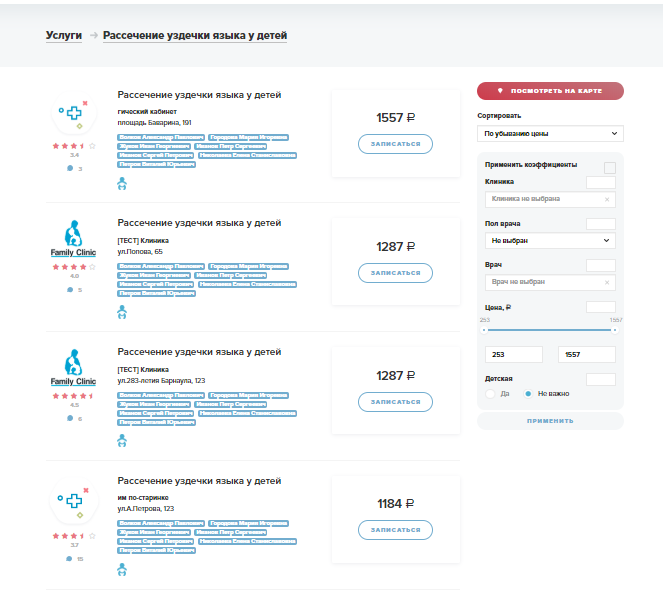 Услуги → Рассечение уздечки языка у детей
Рассечение уздечки языка у детей
гический кабинет
площадь Баварина, 191
3.4
3
1557 ₽
ЗАПИСАТЬСЯ
Рассечение уздечки языка у детей
[ТЕСТ] Клиника
ул.Попова, 65
Family Clinic
4.0
5
1287 ₽
ЗАПИСАТЬСЯ
Рассечение уздечки языка у детей
[ТЕСТ] Клиника
ул.283-летия Барнаула, 123
Family Clinic
4.5
6
1287 ₽
ЗАПИСАТЬСЯ
Рассечение уздечки языка у детей
им по-старинке
ул.А.Петрова, 123
3.7
15
1184 ₽
ЗАПИСАТЬСЯ
ПОСМОТРЕТЬ НА КАРТЕ
Сортировать
По убыванию цены
Применить коэффициенты
Клиника
Клиника не выбрана ×
Пол врача
Не выбран
Врач
Врач не выбран ×
Цена, ₽
253 1557
253 1557
Детская
Да Не важно
ПРИМЕНИТЬ